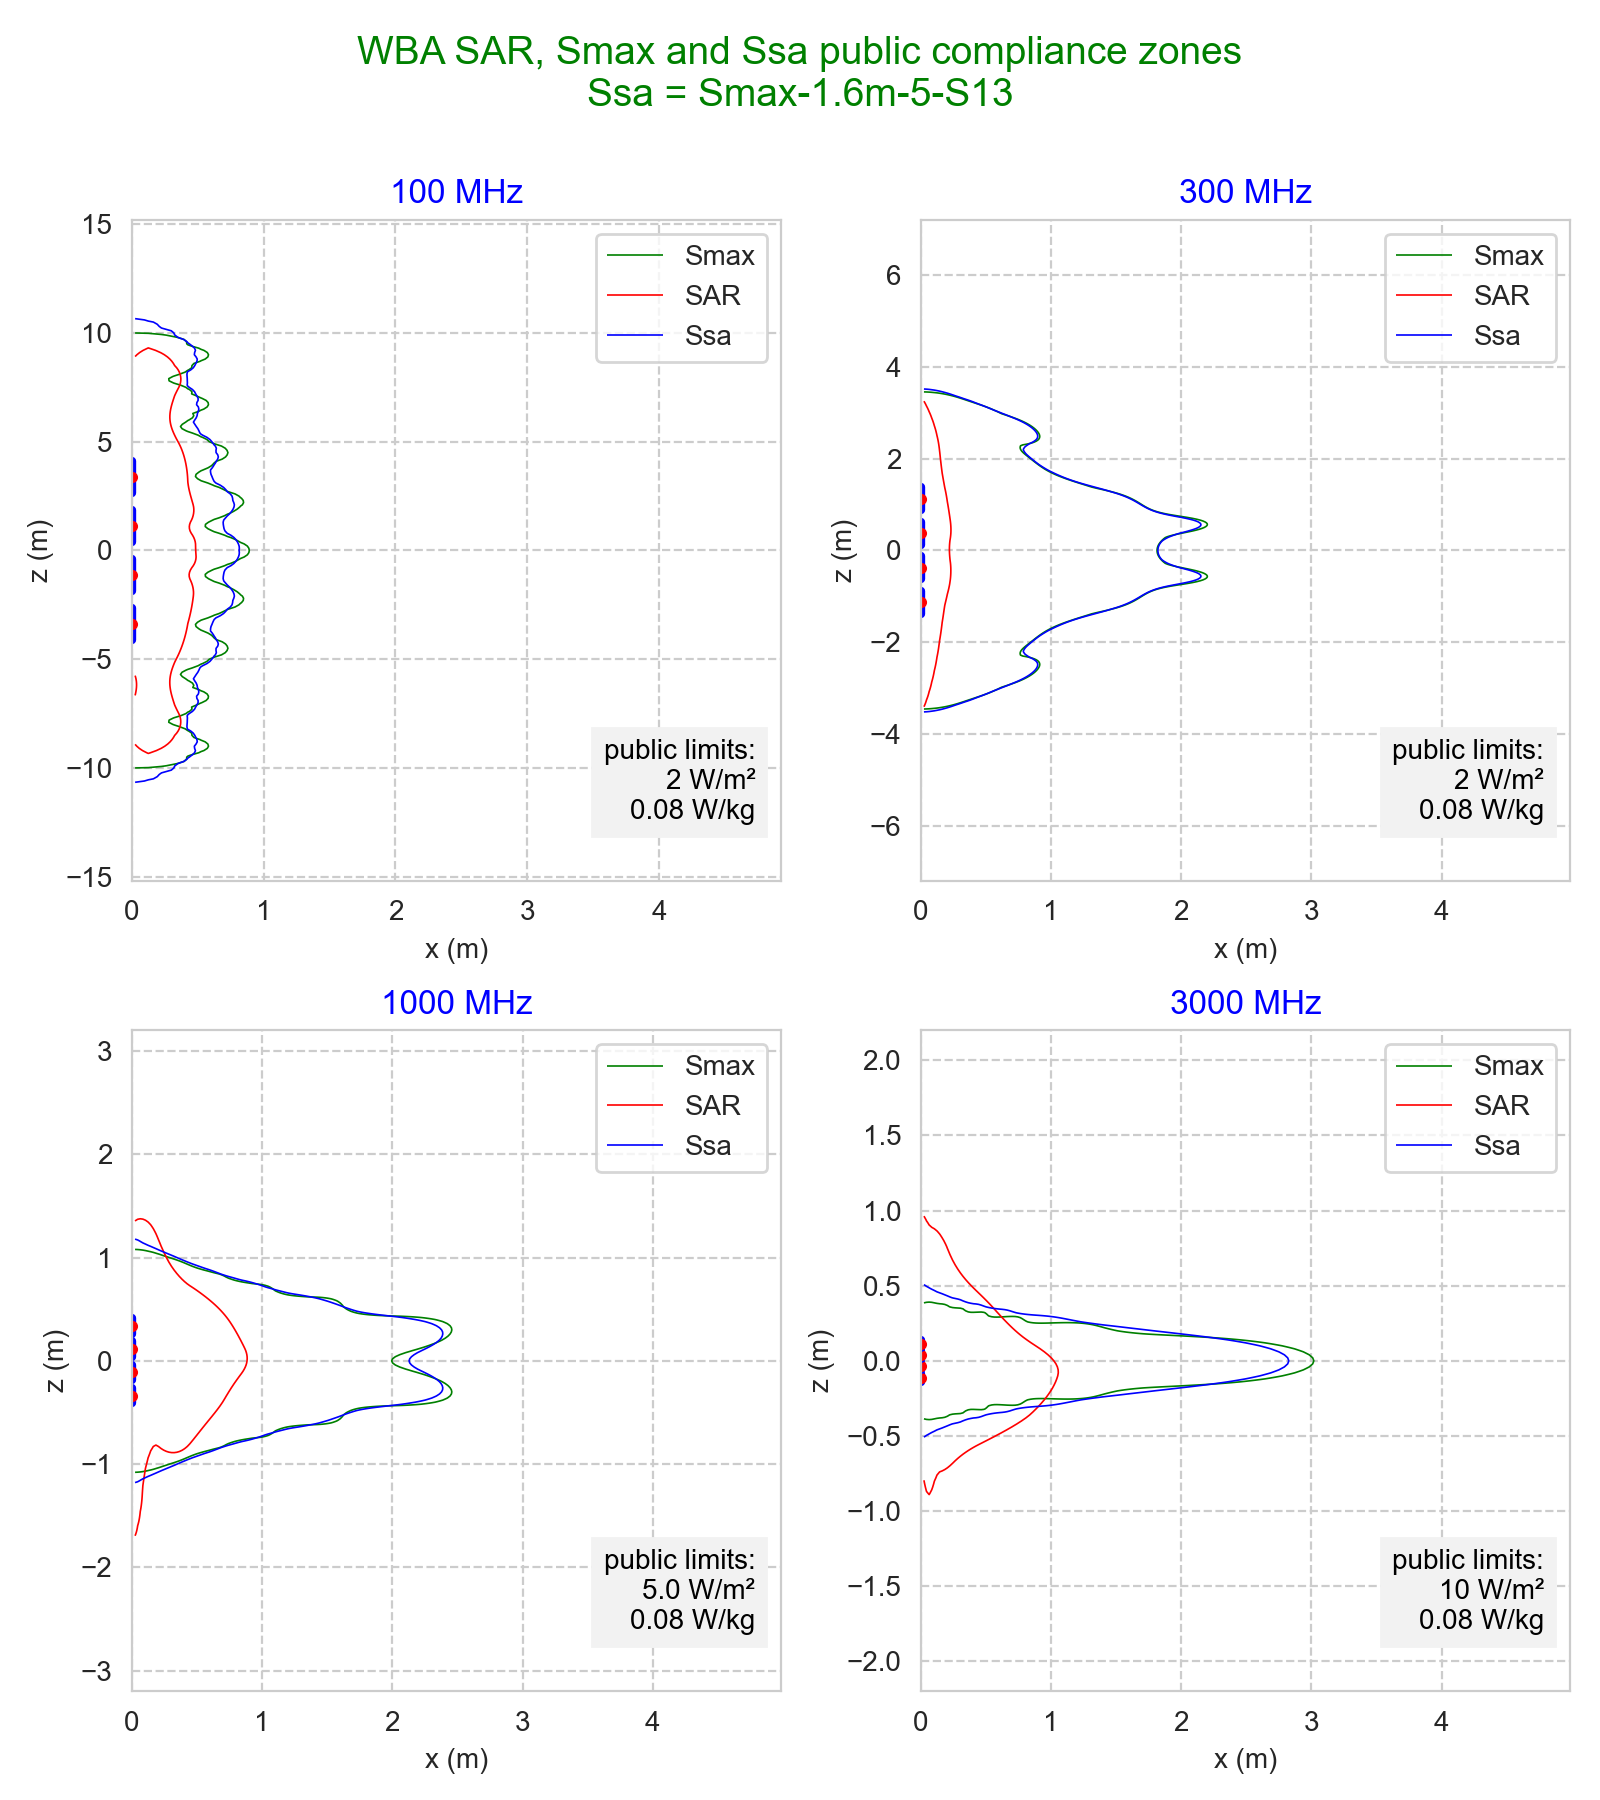 WBA SAR, Smax and Ssa public compliance zones
Ssa = Smax-1.6m-5-S13
100 MHz
15
10
5
0
−5
−10
−15
z (m)
0 1 2 3 4
x (m)
Smax
SAR
Ssa
public limits:
2 W/m²
0.08 W/kg
300 MHz
6
4
2
0
−2
−4
−6
z (m)
0 1 2 3 4
x (m)
Smax
SAR
Ssa
public limits:
2 W/m²
0.08 W/kg
1000 MHz
3
2
1
0
−1
−2
−3
z (m)
0 1 2 3 4
x (m)
Smax
SAR
Ssa
public limits:
5.0 W/m²
0.08 W/kg
3000 MHz
2.0
1.5
1.0
0.5
0.0
−0.5
−1.0
−1.5
−2.0
z (m)
0 1 2 3 4
x (m)
Smax
SAR
Ssa
public limits:
10 W/m²
0.08 W/kg